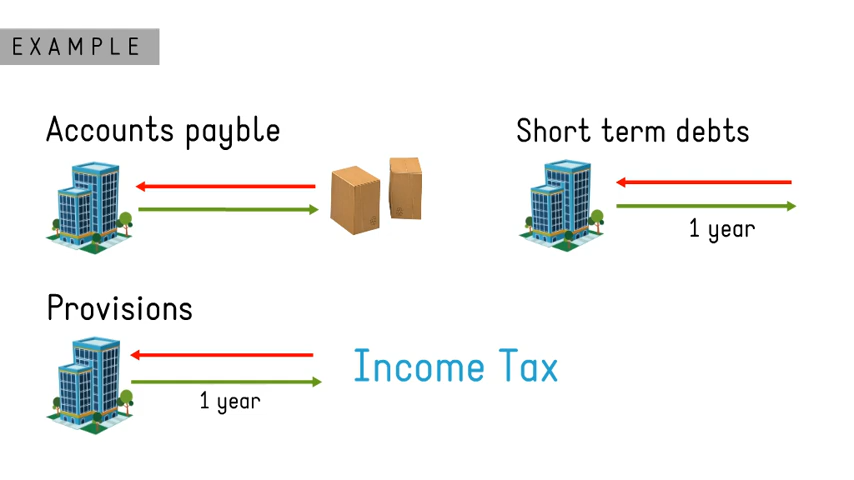 EXAMPLE
Accounts payble
Short term debts
1 year
Provisions
Income Tax
1 year